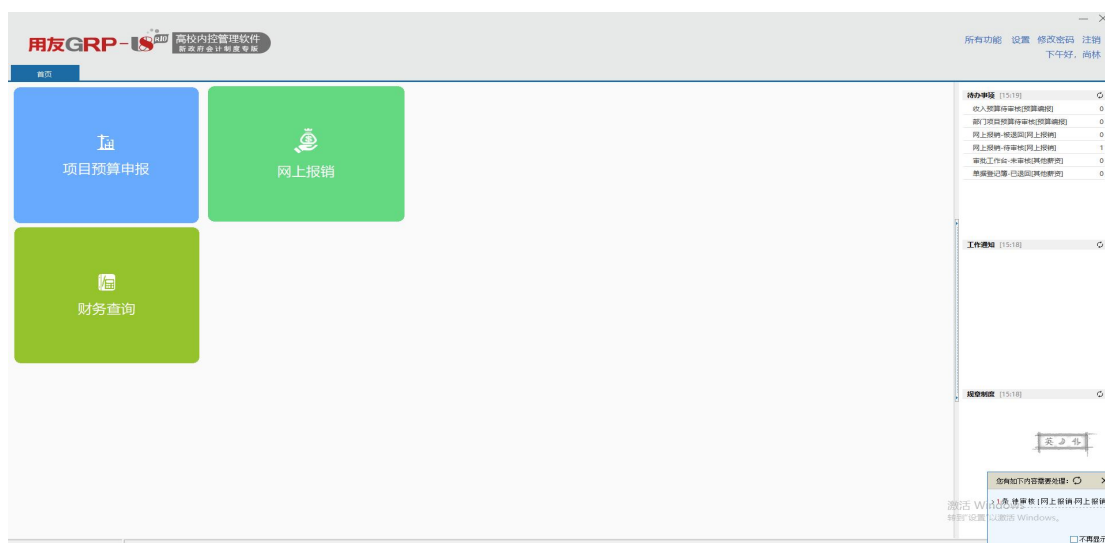 用友GRP-U8 R10 高校内控管理软件
新政府会计制度专版
所有功能 设置 修改密码 注销
下午好，尚林
首页
项目预算申报
网上报销
财务查询
待办事项 [15:19]
收入预算待审核[预算编报] 0
部门项目预算待审核[预算编报] 0
网上报销-被退回[网上报销] 0
网上报销-待审核[网上报销] 1
审批工作台-未审核[其他薪资] 0
单据登记簿-已退回[其他薪资] 0
工作通知 [15:18]
规章制度 [15:18]
英
您有如下内容需要处理：
1条 待审核 [网上报销-网上报销
激活 Windows
转到"设置"以激活 Windows。
不再显示